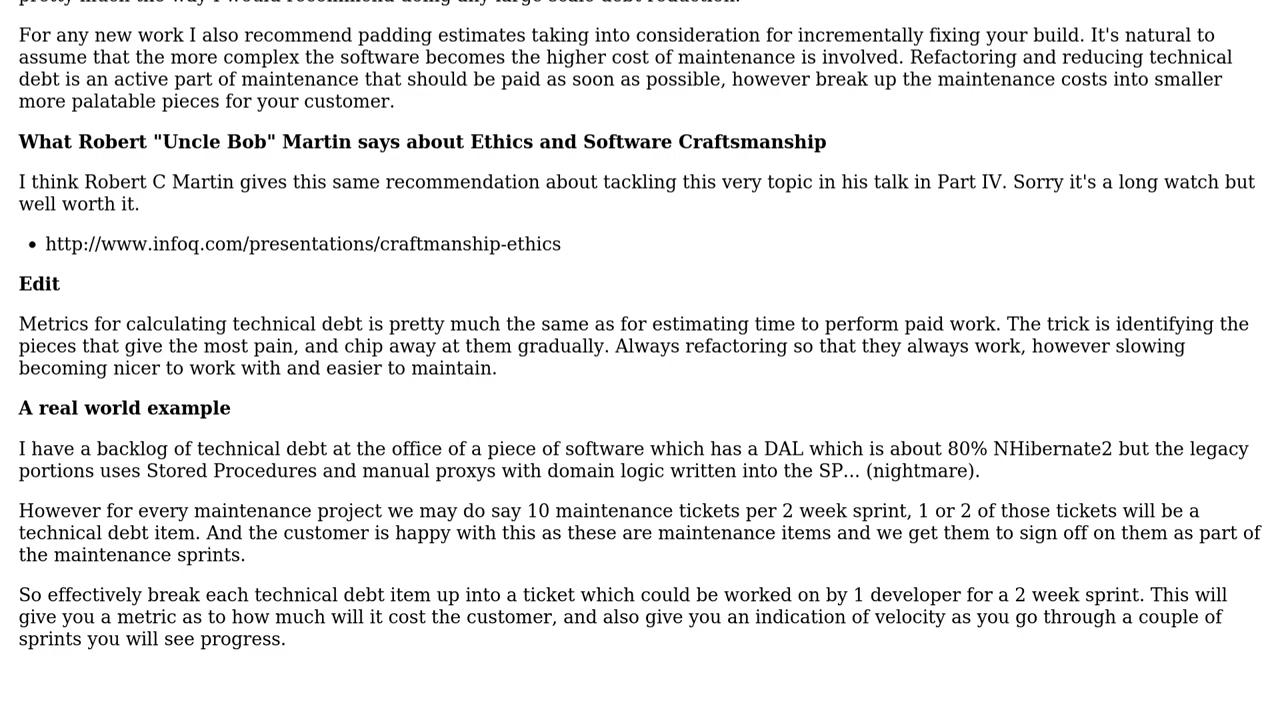 For any new work I also recommend padding estimates taking into consideration for incrementally fixing your build. It's natural to
assume that the more complex the software becomes the higher cost of maintenance is involved. Refactoring and reducing technical
debt is an active part of maintenance that should be paid as soon as possible, however break up the maintenance costs into smaller
more palatable pieces for your customer.
What Robert "Uncle Bob" Martin says about Ethics and Software Craftsmanship
I think Robert C Martin gives this same recommendation about tackling this very topic in his talk in Part IV. Sorry it's a long watch but
well worth it.
• http://www.infoq.com/presentations/craftmanship-ethics
Edit
Metrics for calculating technical debt is pretty much the same as for estimating time to perform paid work. The trick is identifying the
pieces that give the most pain, and chip away at them gradually. Always refactoring so that they always work, however slowing
becoming nicer to work with and easier to maintain.
A real world example
I have a backlog of technical debt at the office of a piece of software which has a DAL which is about 80% NHibernate2 but the legacy
portions uses Stored Procedures and manual proxys with domain logic written into the SP... (nightmare).
However for every maintenance project we may do say 10 maintenance tickets per 2 week sprint, 1 or 2 of those tickets will be a
technical debt item. And the customer is happy with this as these are maintenance items and we get them to sign off on them as part of
the maintenance sprints.
So effectively break each technical debt item up into a ticket which could be worked on by 1 developer for a 2 week sprint. This will
give you a metric as to how much will it cost the customer, and also give you an indication of velocity as you go through a couple of
sprints you will see progress.